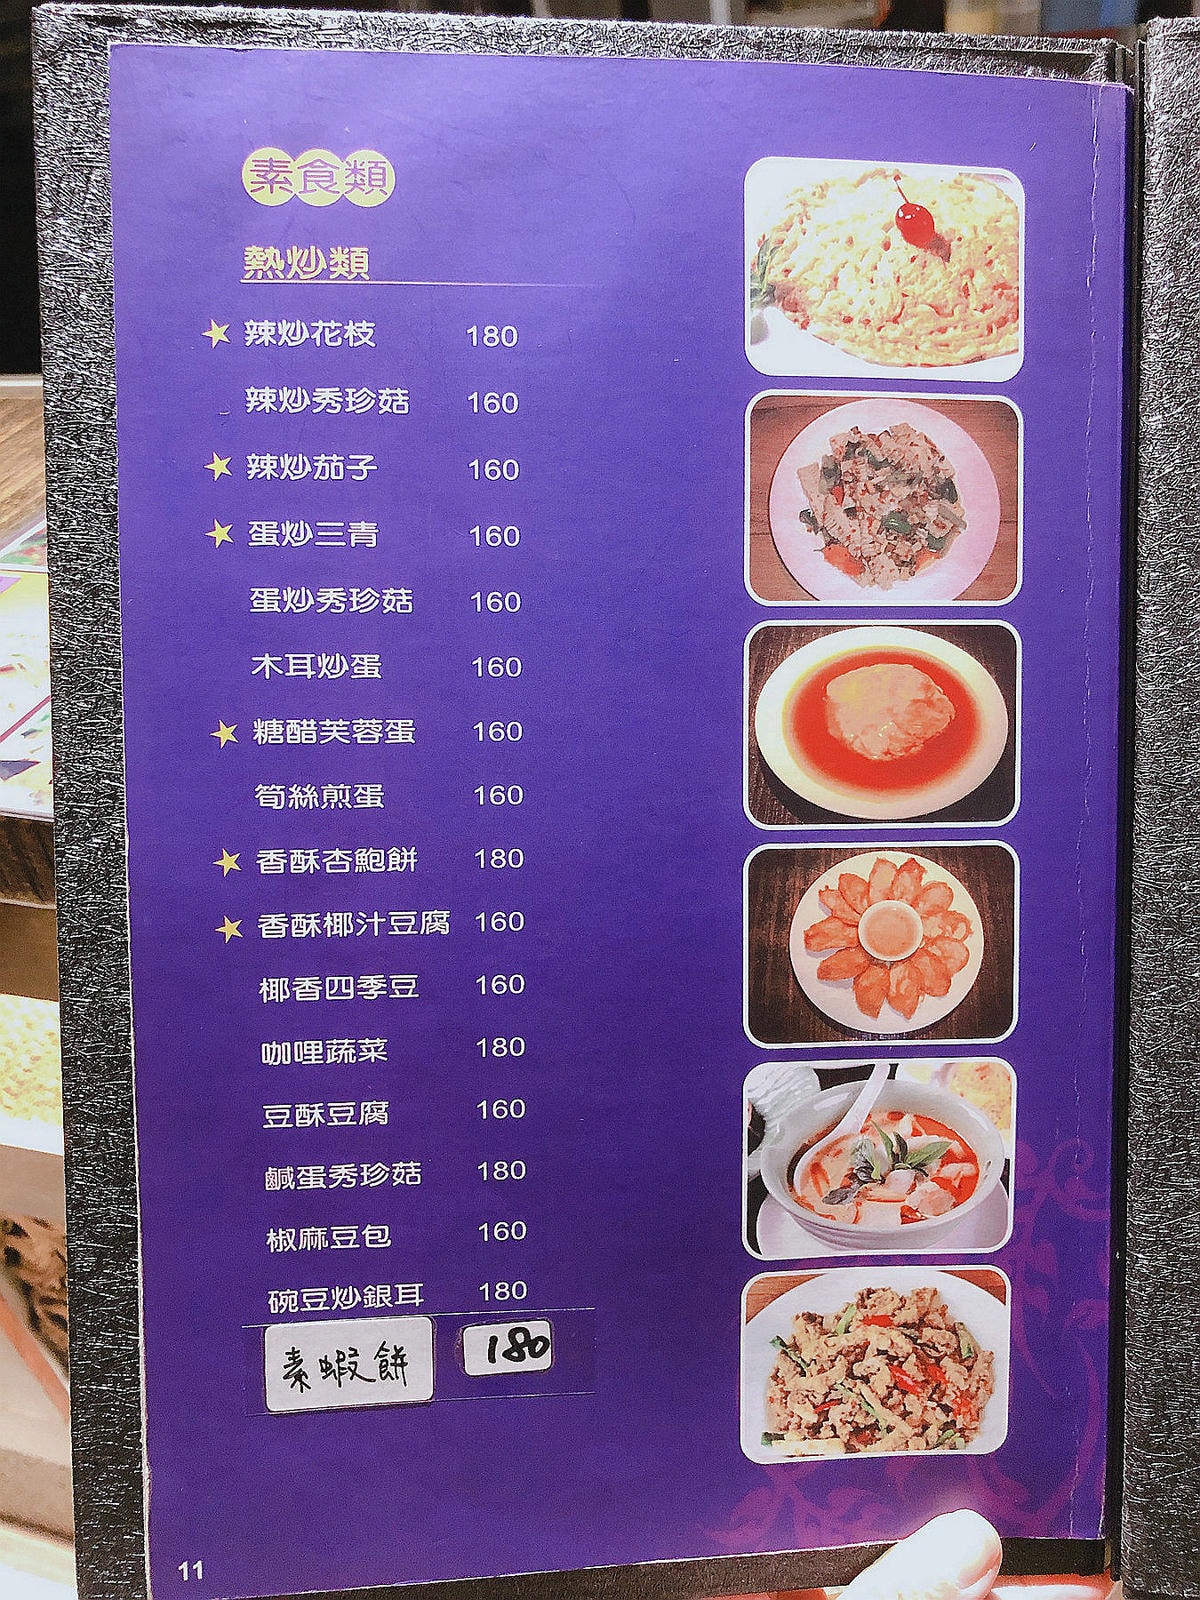 素食類
熱炒類
★ 辣炒花枝 180
辣炒秀珍菇 160
★ 辣炒茄子 160
★ 蛋炒三青 160
蛋炒秀珍菇 160
木耳炒蛋 160
★ 糖醋芙蓉蛋 160
筍絲煎蛋 160
★ 香酥杏鮑餅 180
★ 香酥椰汁豆腐 160
椰香四季豆 160
咖哩蔬菜 180
豆酥豆腐 160
鹹蛋秀珍菇 180
椒麻豆包 160
碗豆炒銀耳 180
素蝦餅 180
11